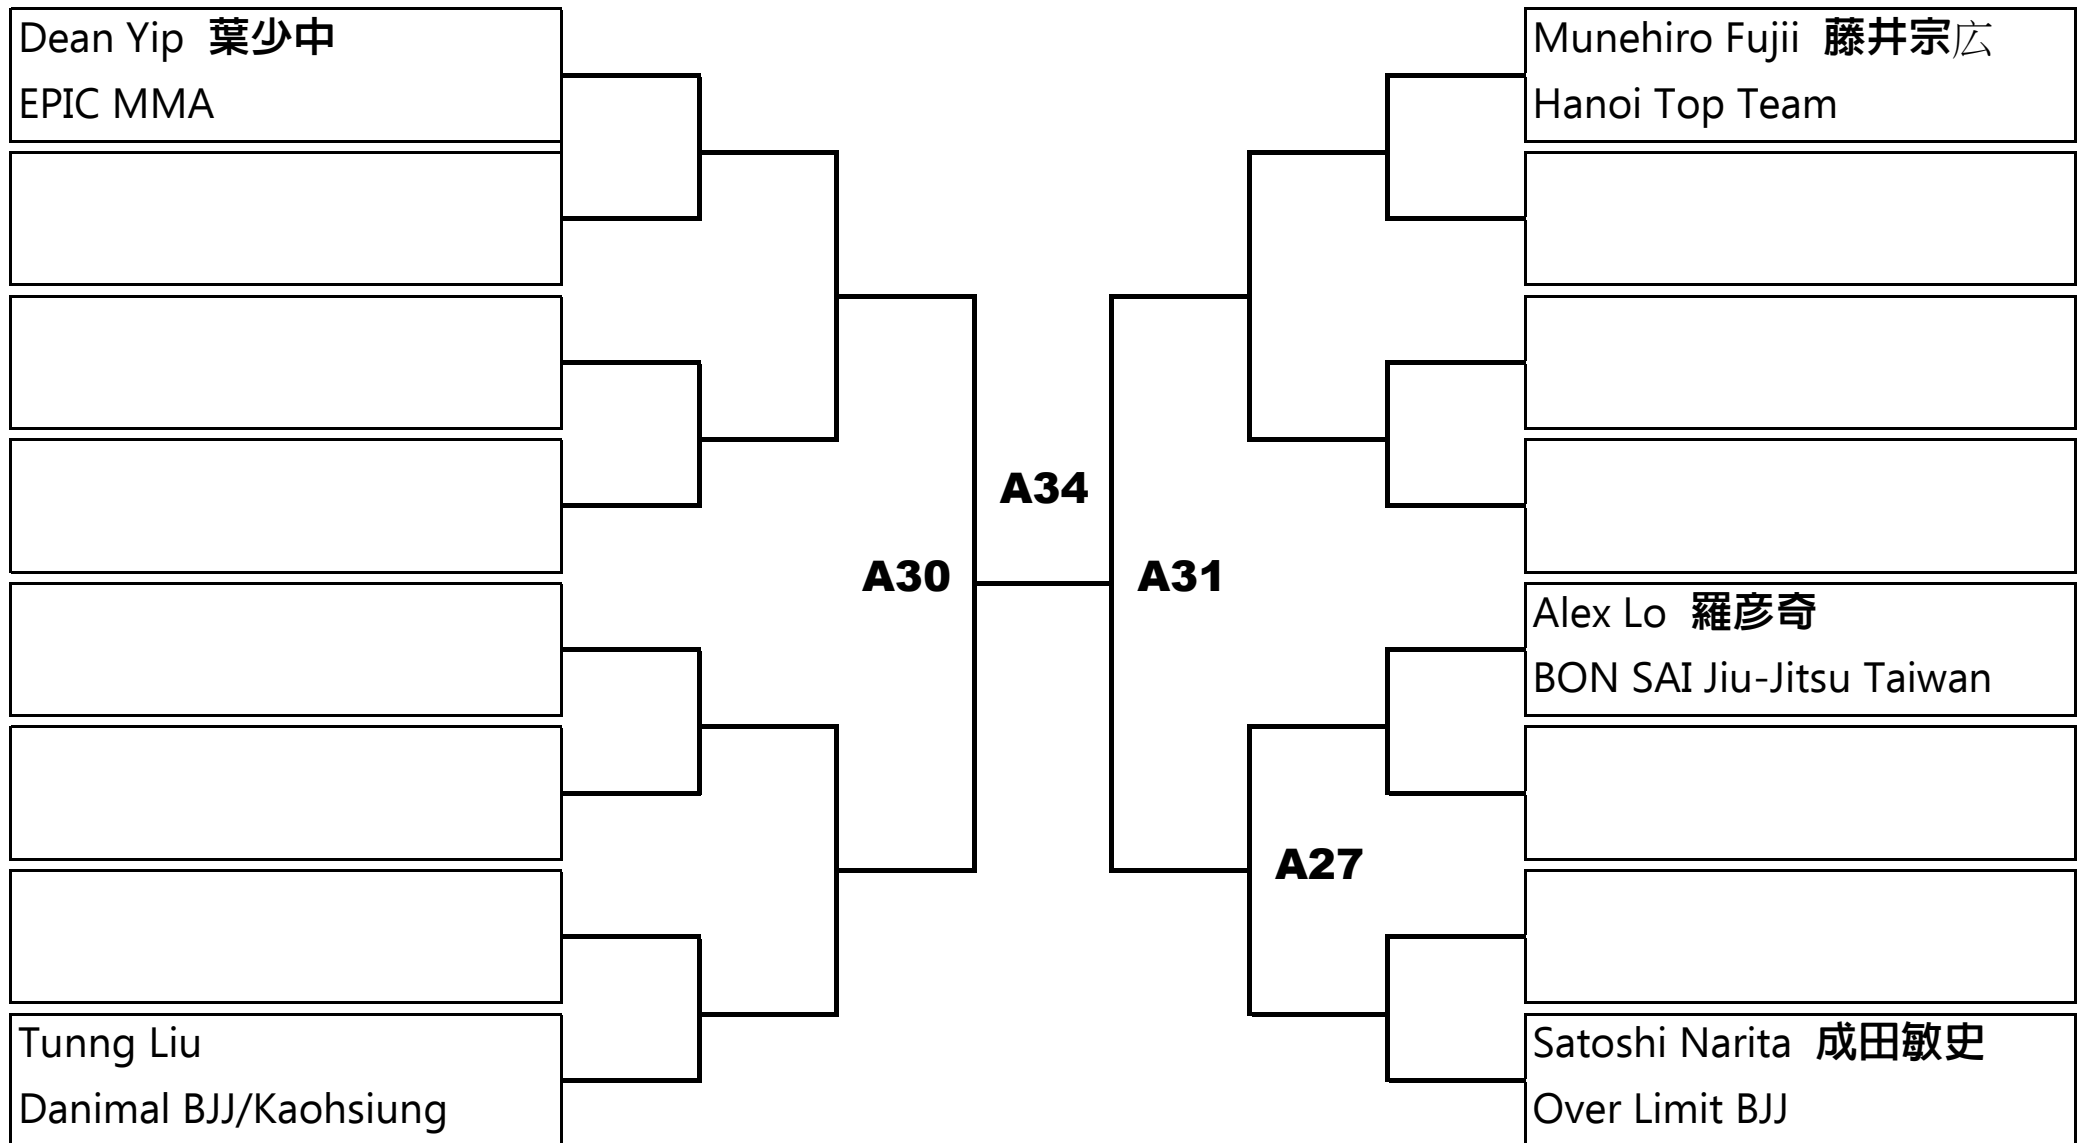 Dean Yip 葉少中
EPIC MMA
Munehiro Fujii 藤井宗広
Hanoi Top Team
A34
A30
A31
Alex Lo 羅彦奇
BON SAI Jiu-Jitsu Taiwan
A27
Tunng Liu
Danimal BJJ/Kaohsiung
Satoshi Narita 成田敏史
Over Limit BJJ